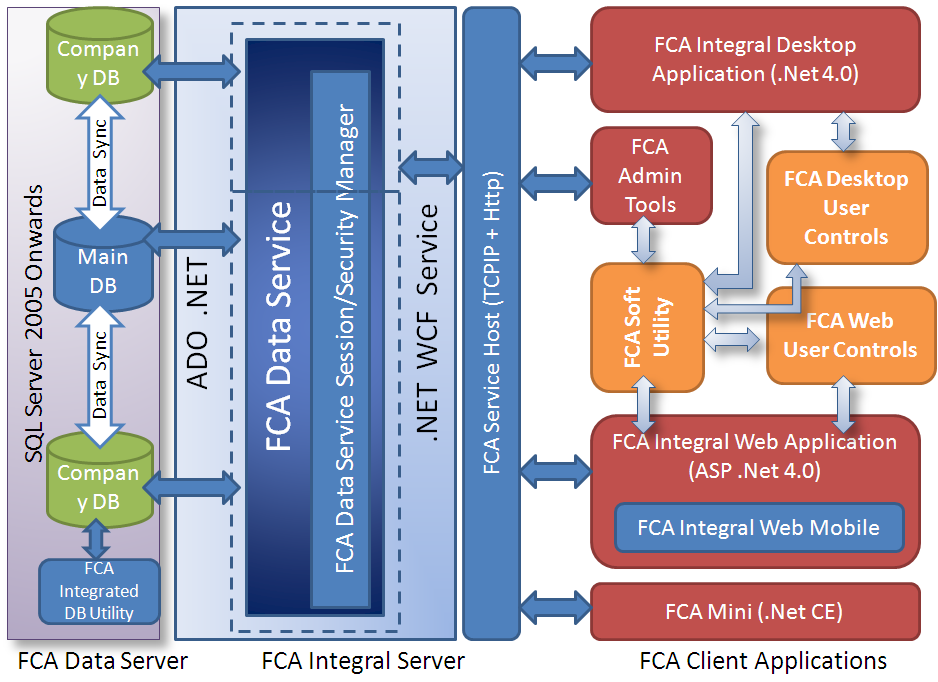 Compan
y DB
Data Sync
Main
DB
Data Sync
Compan
y DB
FCA
Integrated
DB Utility
SQL Server 2005 Onwards
FCA Data Server
ADO .NET
FCA Data Service
FCA Data Service Session/Security Manager
.NET WCF Service
FCA Integral Server
FCA Service Host (TCPIP + Http)
FCA Integral Desktop
Application (.Net 4.0)
FCA
Admin
Tools
FCA Desktop
User
Controls
FCA Soft
Utility
FCA Web
User Controls
FCA Integral Web Application
(ASP .Net 4.0)
FCA Integral Web Mobile
FCA Mini (.Net CE)
FCA Client Applications